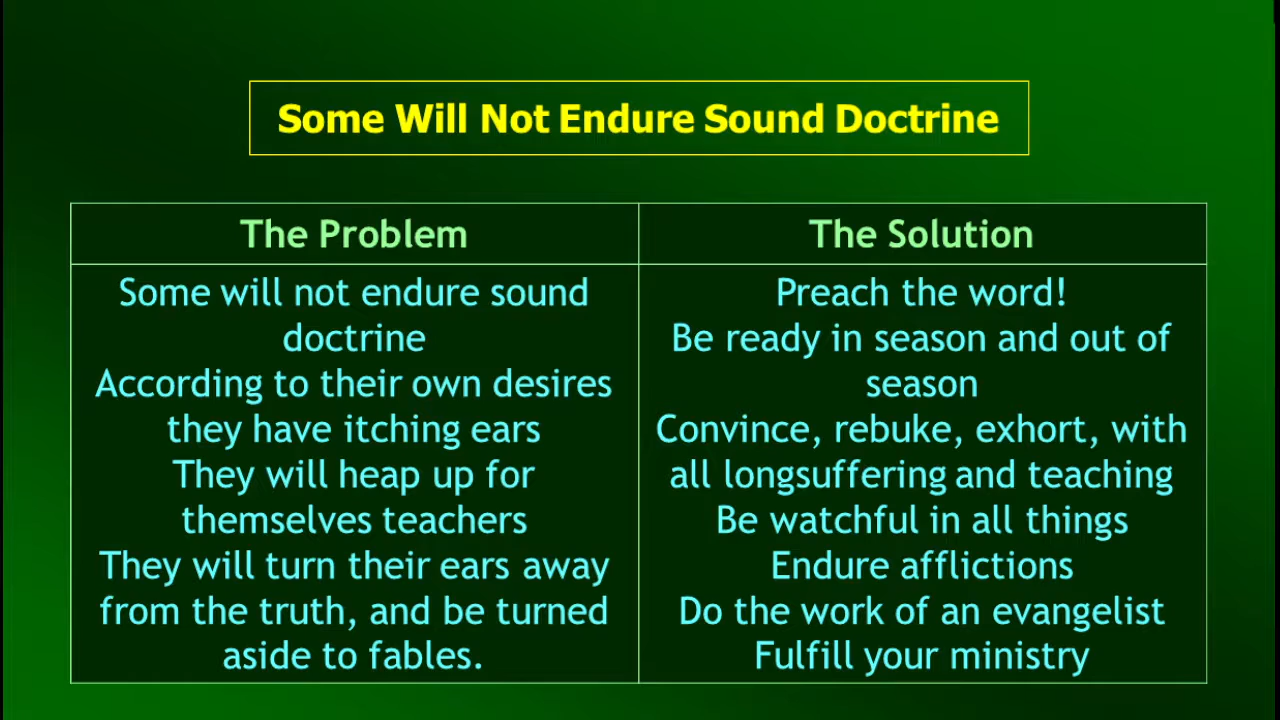 Some Will Not Endure Sound Doctrine
The Problem
Some will not endure sound
doctrine
According to their own desires
they have itching ears
They will heap up for
themselves teachers
They will turn their ears away
from the truth, and be turned
aside to fables.
The Solution
Preach the word!
Be ready in season and out of
season
Convince, rebuke, exhort, with
all longsuffering and teaching
Be watchful in all things
Endure afflictions
Do the work of an evangelist
Fulfill your ministry